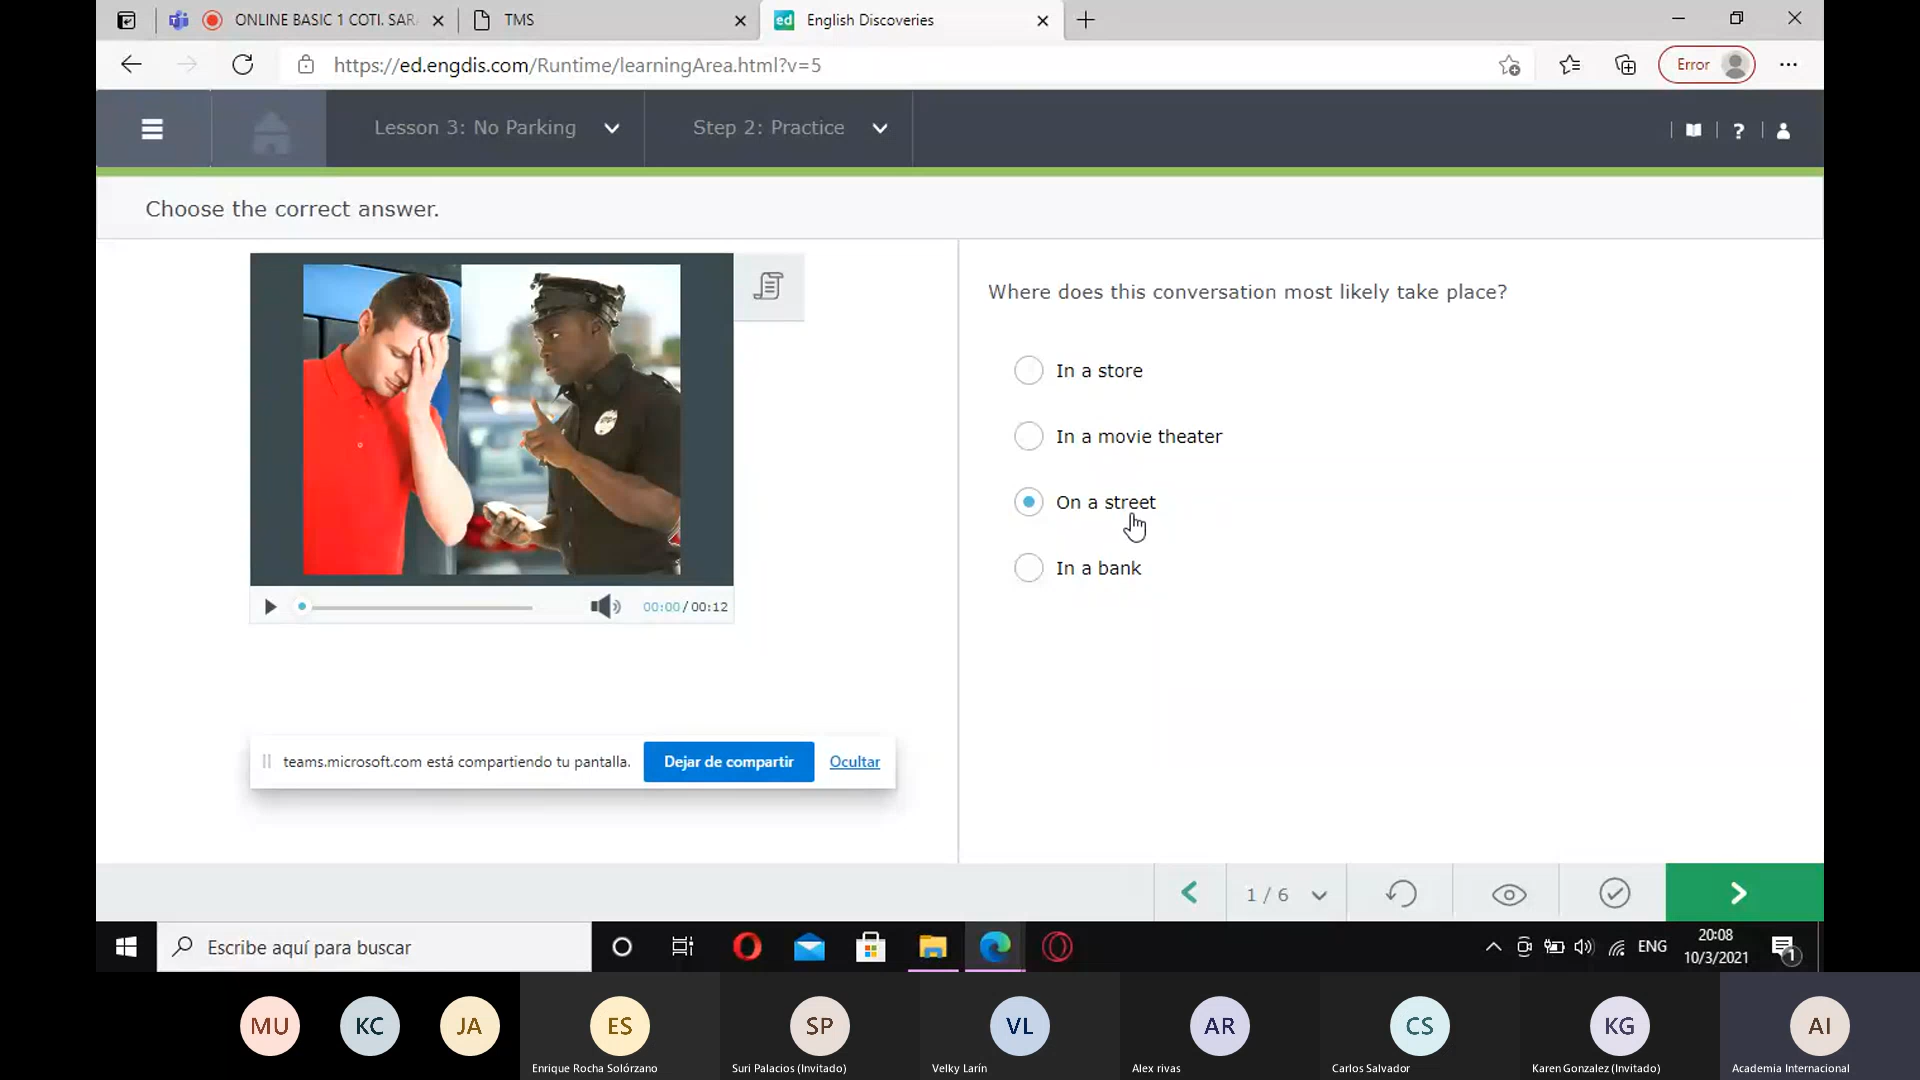 ONLINE BASIC 1 COTI. SAR
TMS
English Discoveries
https://ed.engdis.com/Runtime/learningArea.html?v=5
Error
Lesson 3: No Parking
Step 2: Practice
?
Choose the correct answer.
Where does this conversation most likely take place?
In a store
In a movie theater
On a street
In a bank
00:00 / 00:12
teams.microsoft.com está compartiendo tu pantalla.
Dejar de compartir
Ocultar
1 / 6
Escribe aquí para buscar
ENG
20:08
10/3/2021
1
MU
KC
JA
ES
SP
VL
AR
CS
KG
AI
Enrique Rocha Solórzano
Suri Palacios (Invitado)
Velky Larín
Alex rivas
Carlos Salvador
Karen Gonzalez (Invitado)
Academia Internacional